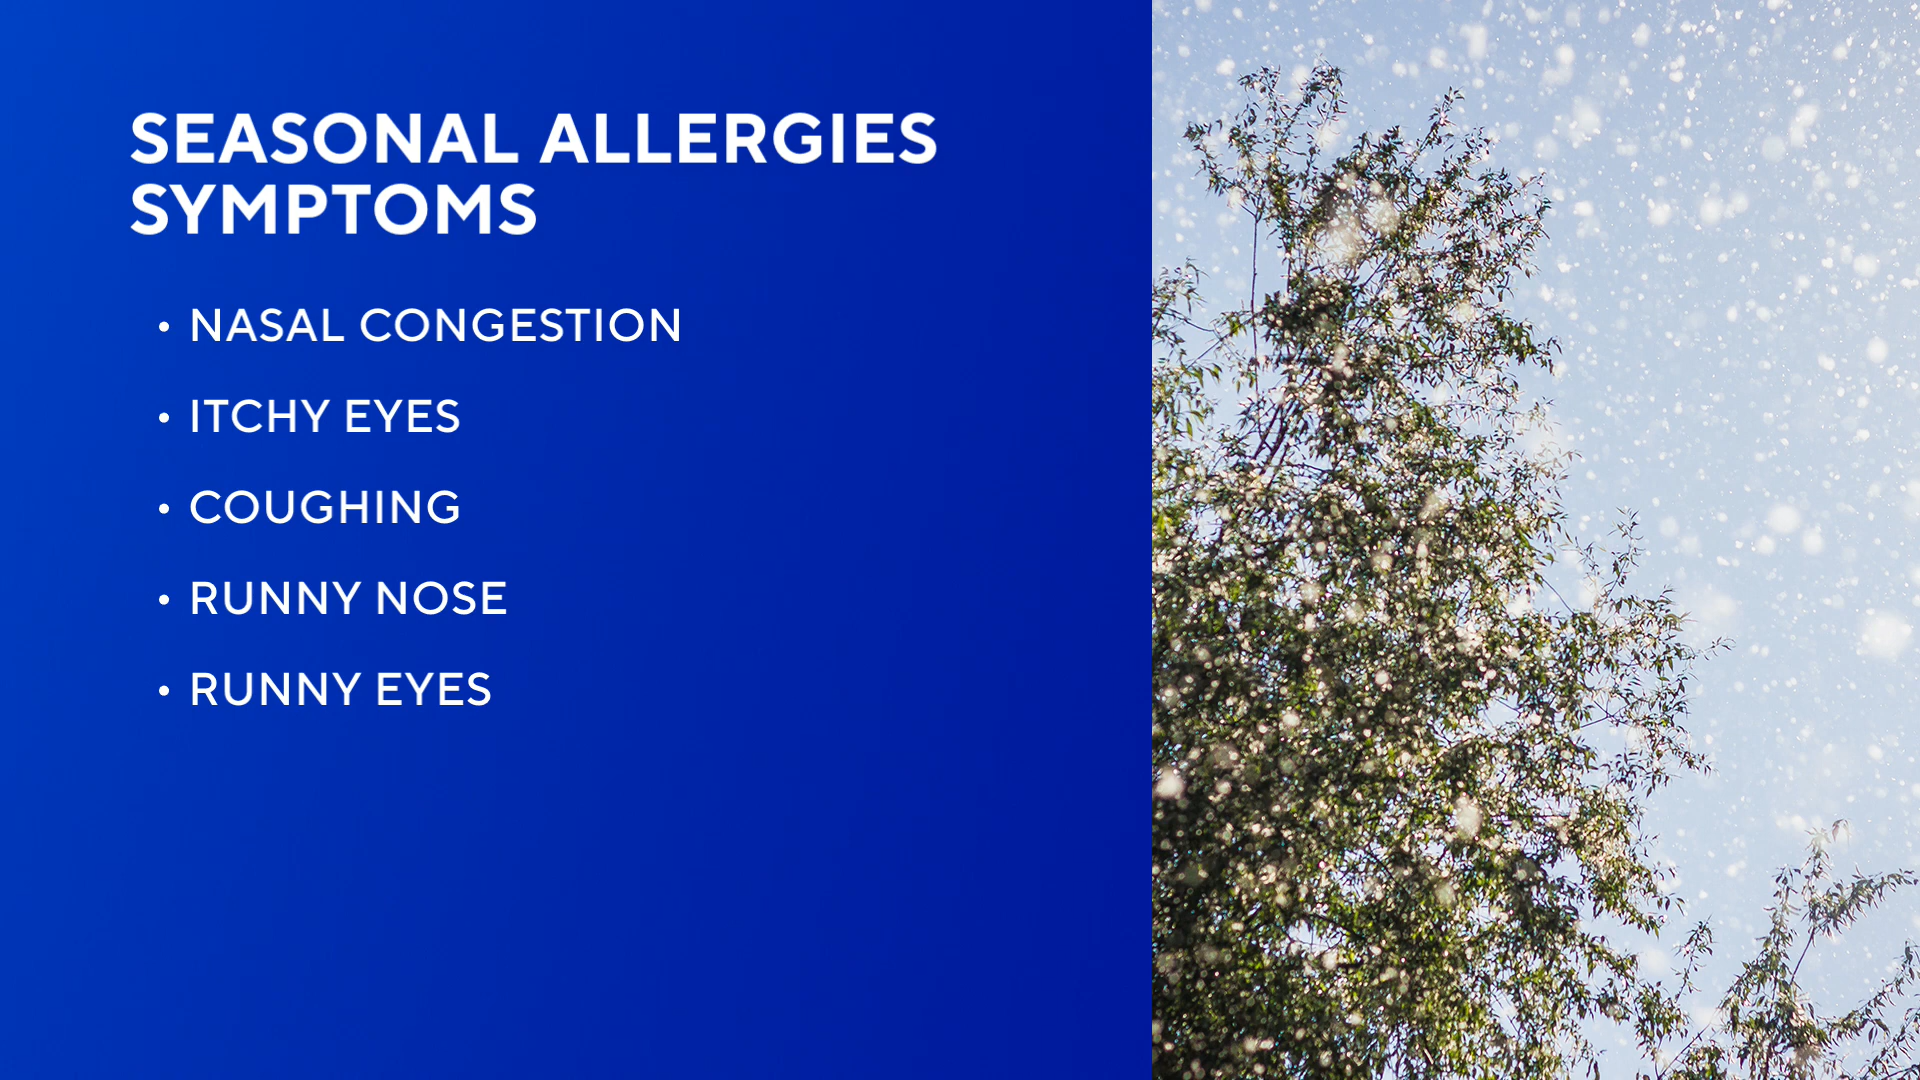 SEASONAL ALLERGIES
SYMPTOMS
• NASAL CONGESTION
• ITCHY EYES
• COUGHING
• RUNNY NOSE
• RUNNY EYES